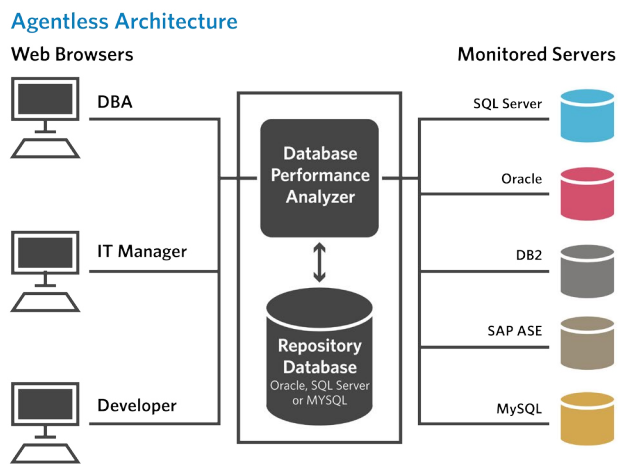 Agentless Architecture
Web Browsers
Monitored Servers
DBA
IT Manager
Developer
Database
Performance
Analyzer
Repository
Database
Oracle, SQL Server
or MYSQL
SQL Server
Oracle
DB2
SAP ASE
MySQL